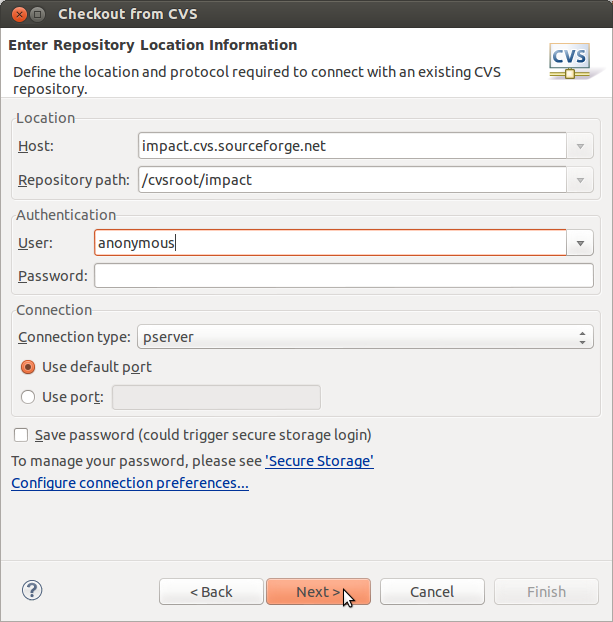 Checkout from CVS
Enter Repository Location Information
Define the location and protocol required to connect with an existing CVS
repository.
CVS
Location
Host: impact.cvs.sourceforge.net
Repository path: /cvsroot/impact
Authentication
User: anonymous
Password:
Connection
Connection type: pserver
Use default port
Use port:
Save password (could trigger secure storage login)
To manage your password, please see 'Secure Storage'
Configure connection preferences...
? < Back Next > Cancel Finish